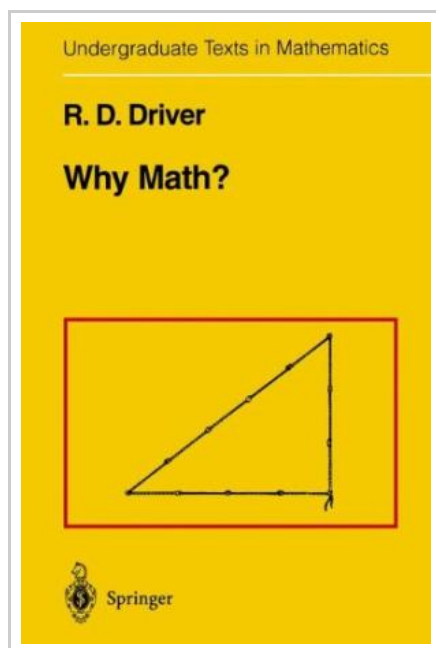 Undergraduate Texts in Mathematics
R. D. Driver
Why Math?
Springer